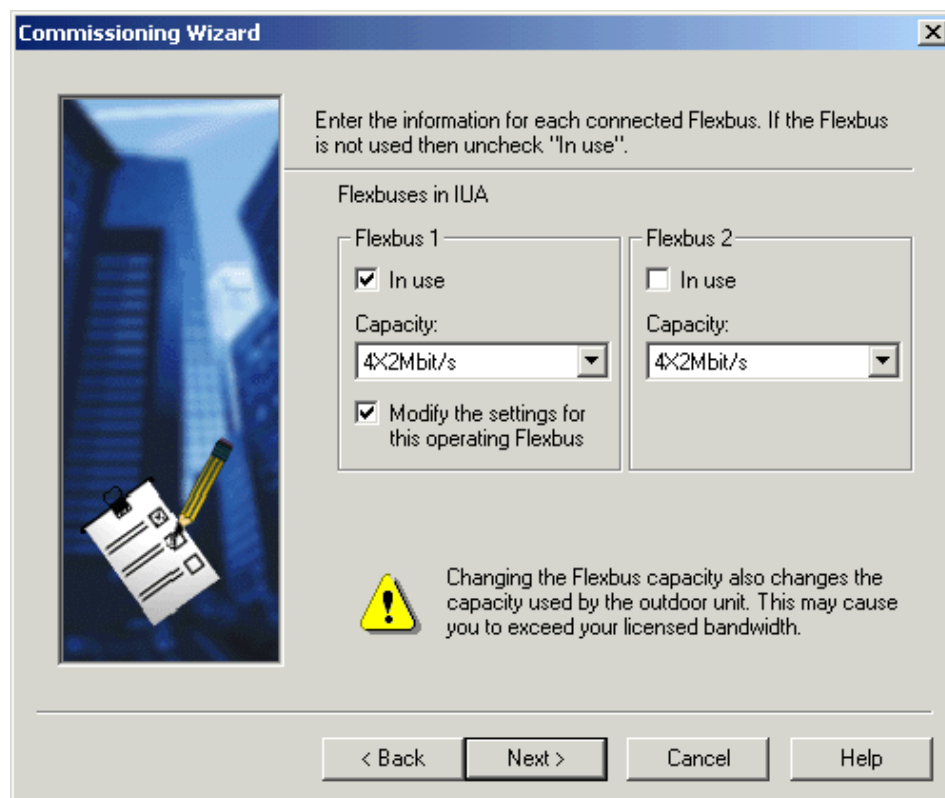 Commissioning Wizard
Enter the information for each connected Flexbus. If the Flexbus
is not used then uncheck "In use".
Flexbuses in IUA
Flexbus 1
In use
Capacity:
4X2Mbit/s
Modify the settings for
this operating Flexbus
Flexbus 2
In use
Capacity:
4X2Mbit/s
Changing the Flexbus capacity also changes the
capacity used by the outdoor unit. This may cause
you to exceed your licensed bandwidth.
< Back
Next >
Cancel
Help